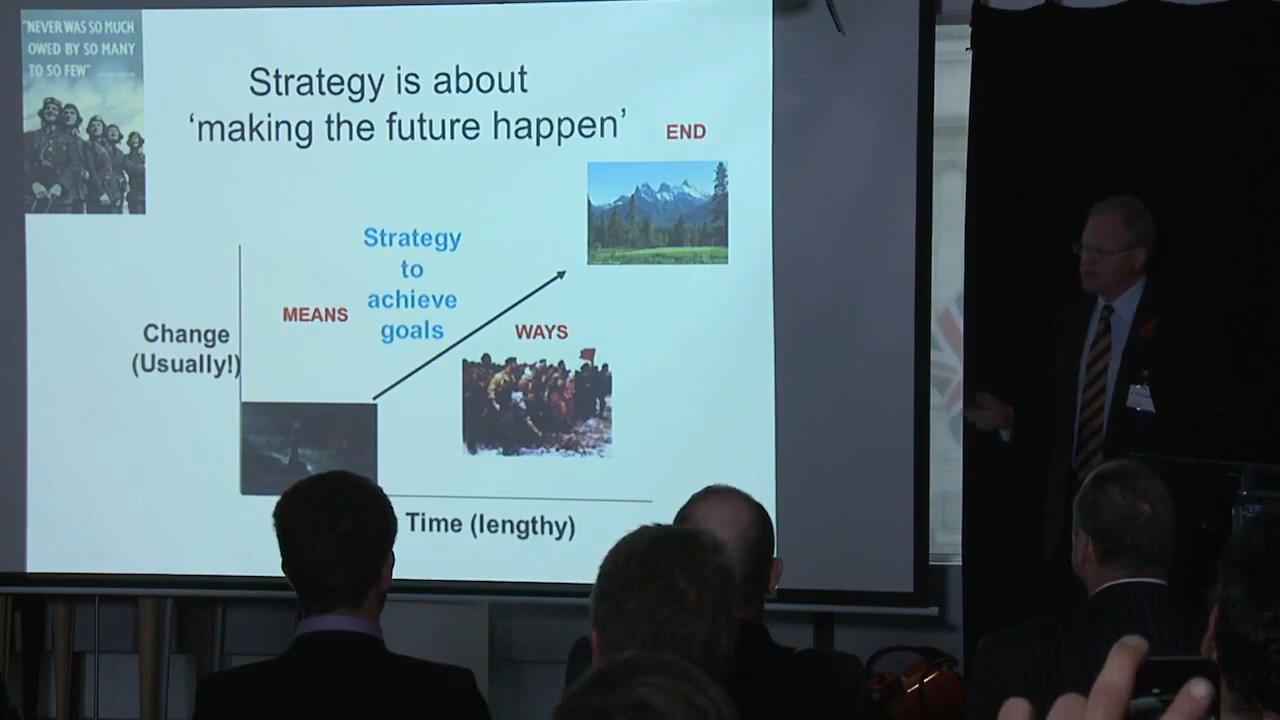 "NEVER WAS SO MUCH
OWED BY SO MANY
TO SO FEW"
Strategy is about
'making the future happen'
END
Strategy
to
achieve
goals
MEANS
WAYS
Change
(Usually!)
Time (lengthy)